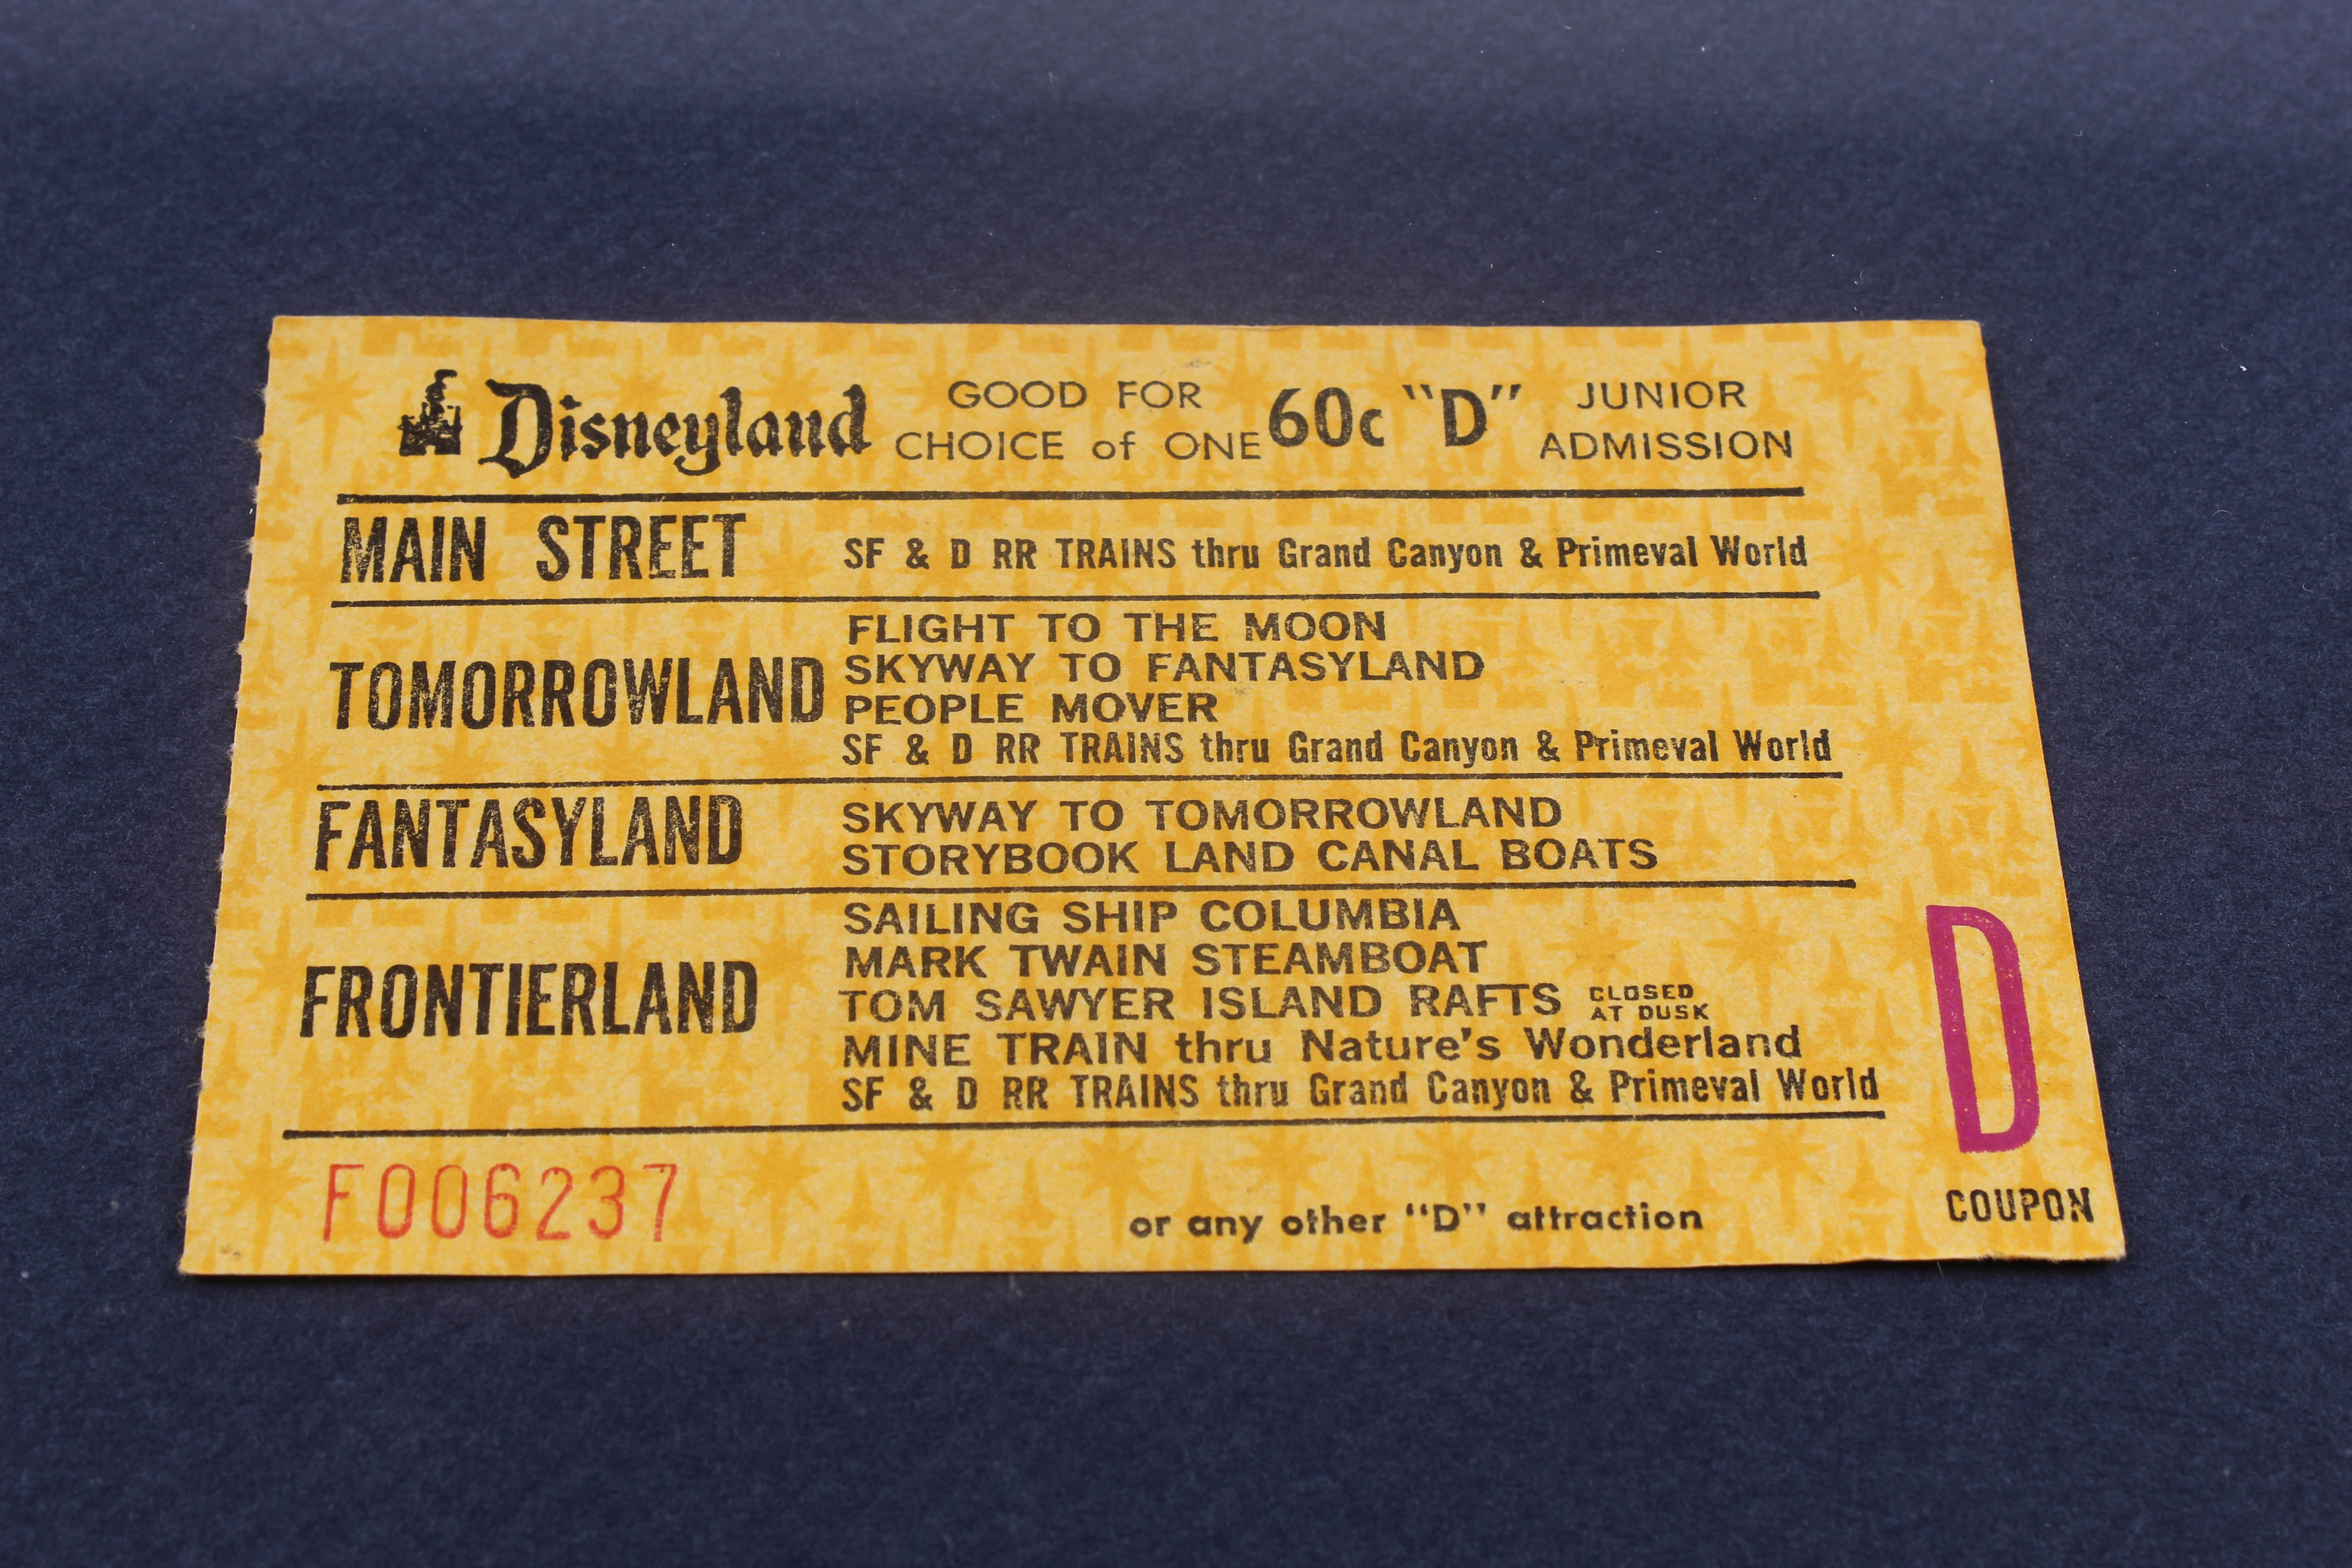 Disneyland GOOD FOR CHOICE of ONE 60c "D" JUNIOR ADMISSION
MAIN STREET SF & D RR TRAINS thru Grand Canyon & Primeval World
TOMORROWLAND
FLIGHT TO THE MOON
SKYWAY TO FANTASYLAND
PEOPLE MOVER
SF & D RR TRAINS thru Grand Canyon & Primeval World
FANTASYLAND
SKYWAY TO TOMORROWLAND
STORYBOOK LAND CANAL BOATS
FRONTIERLAND
SAILING SHIP COLUMBIA
MARK TWAIN STEAMBOAT
TOM SAWYER ISLAND RAFTS CLOSED AT DUSK
MINE TRAIN thru Nature's Wonderland
SF & D RR TRAINS thru Grand Canyon & Primeval World
F006237
or any other "D" attraction
D
COUPON